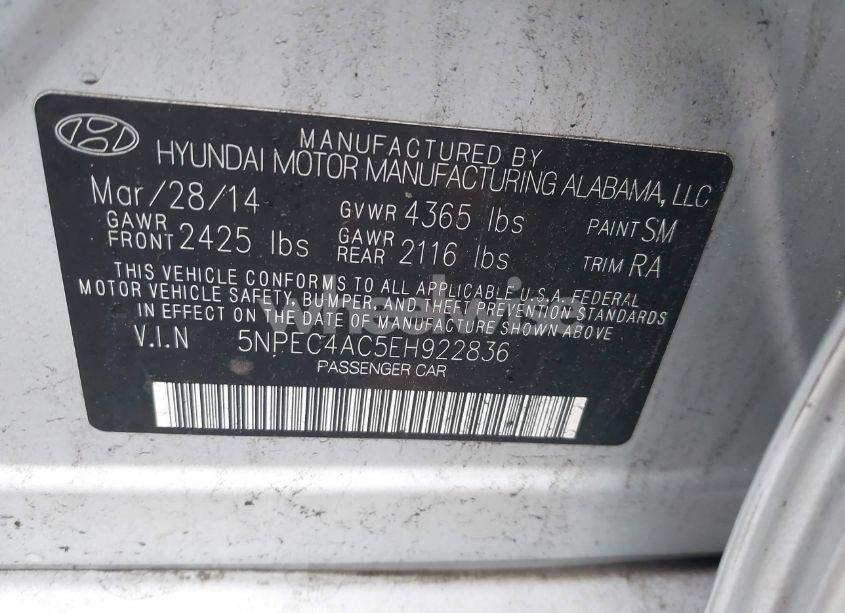 MANUFACTURED BY
HYUNDAI MOTOR MANUFACTURING ALABAMA, LLC
Mar/28/14 GVWR 4365 lbs PAINT SM
GAWR FRONT 2425 lbs GAWR REAR 2116 lbs TRIM RA
THIS VEHICLE CONFORMS TO ALL APPLICABLE U.S.A. FEDERAL
MOTOR VEHICLE SAFETY, BUMPER, AND THEFT PREVENTION STANDARDS
IN EFFECT ON THE DATE OF MANUFACTURE SHOWN ABOVE
V.I.N 5NPEC4AC5EH922836
PASSENGER CAR